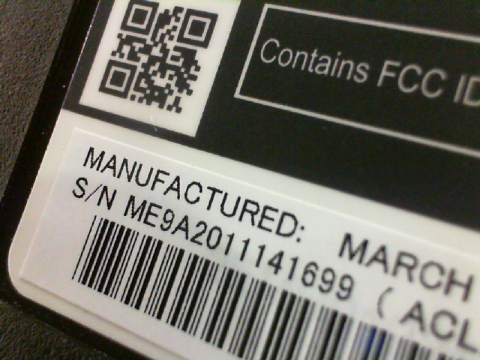 Contains FCC ID
MANUFACTURED: MARCH
S/N ME9A2011141699 ( ACL